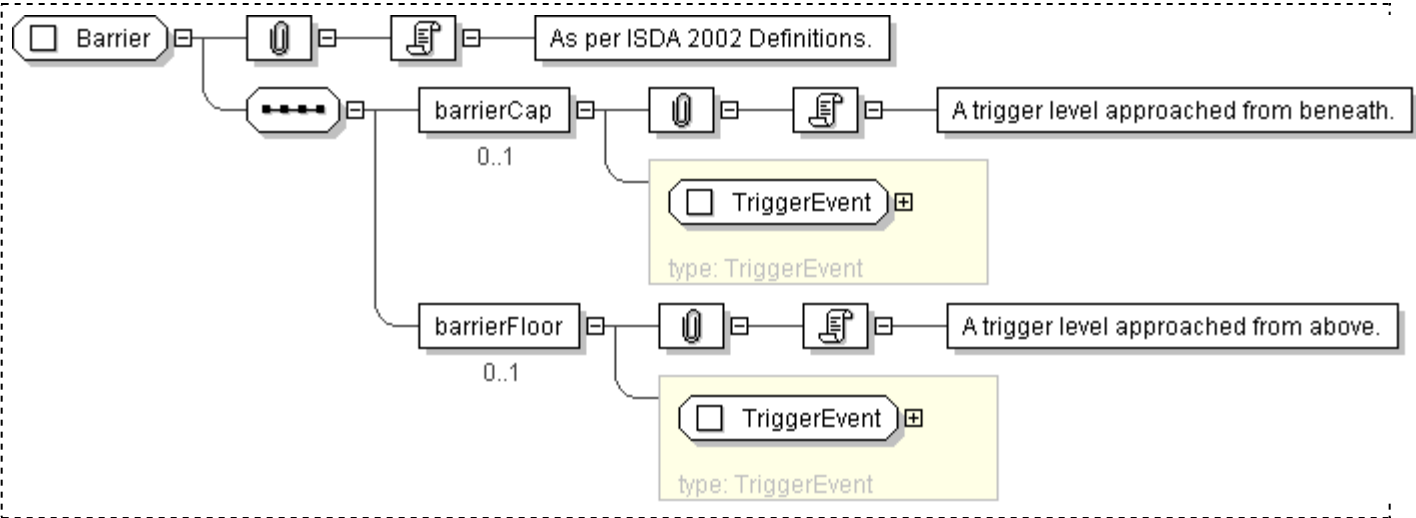 Barrier
As per ISDA 2002 Definitions.
barrierCap
A trigger level approached from beneath.
0..1
TriggerEvent
type: TriggerEvent
barrierFloor
A trigger level approached from above.
0..1
TriggerEvent
type: TriggerEvent